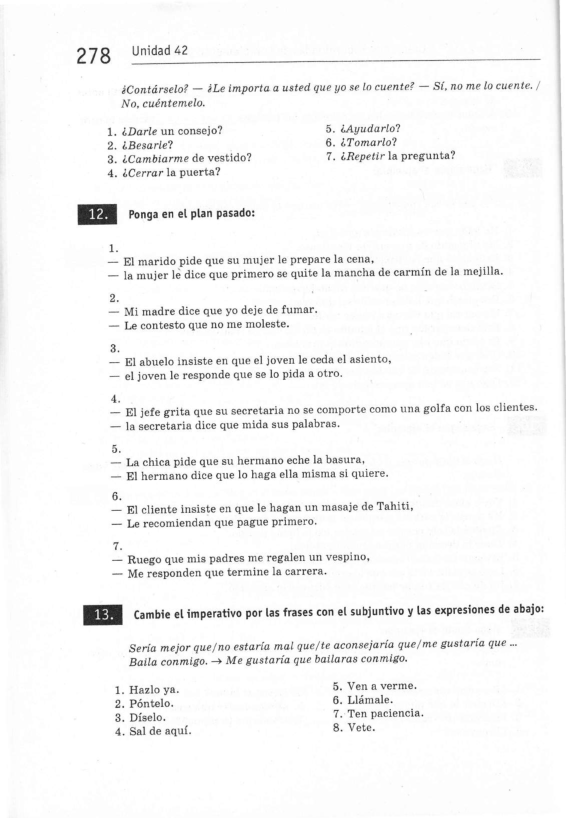 278 Unidad 42
¿Contárselo? — ¿Le importa a usted que yo se lo cuente? — Sí, no me lo cuente. /
No, cuéntemelo.
1. ¿Darle un consejo?
2. ¿Besarle?
3. ¿Cambiarme de vestido?
4. ¿Cerrar la puerta?
5. ¿Ayudarlo?
6. ¿Tomarlo?
7. ¿Repetir la pregunta?
12. Ponga en el plan pasado:
1.
— El marido pide que su mujer le prepare la cena,
— la mujer le dice que primero se quite la mancha de carmín de la mejilla.
2.
— Mi madre dice que yo deje de fumar.
— Le contesto que no me moleste.
3.
— El abuelo insiste en que el joven le ceda el asiento,
— el joven le responde que se lo pida a otro.
4.
— El jefe grita que su secretaria no se comporte como una golfa con los clientes.
— la secretaria dice que mida sus palabras.
5.
— La chica pide que su hermano eche la basura,
— El hermano dice que lo haga ella misma si quiere.
6.
— El cliente insiste en que le hagan un masaje de Tahiti,
— Le recomiendan que pague primero.
7.
— Ruego que mis padres me regalen un vespino,
— Me responden que termine la carrera.
13. Cambie el imperativo por las frases con el subjuntivo y las expresiones de abajo:
Sería mejor que/no estaría mal que/te aconsejaría que/me gustaría que ...
Baila conmigo. → Me gustaría que bailaras conmigo.
1. Hazlo ya.
2. Póntelo.
3. Díselo.
4. Sal de aquí.
5. Ven a verme.
6. Llámale.
7. Ten paciencia.
8. Vete.